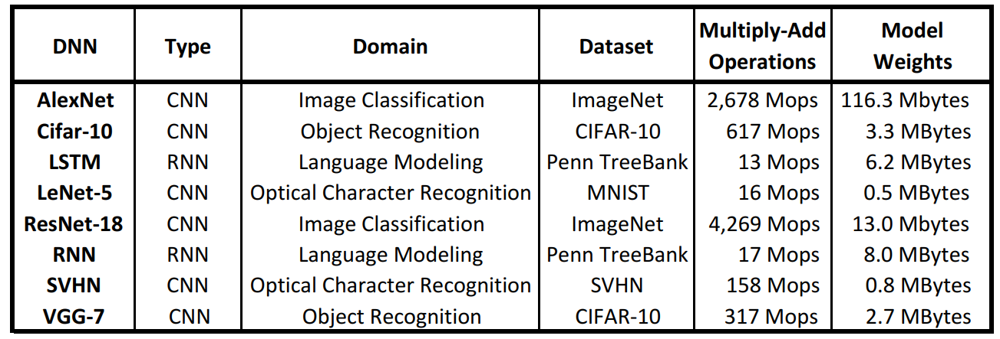 DNN Type Domain Dataset Multiply-Add Operations Model Weights
AlexNet CNN Image Classification ImageNet 2,678 Mops 116.3 Mbytes
Cifar-10 CNN Object Recognition CIFAR-10 617 Mops 3.3 MBytes
LSTM RNN Language Modeling Penn TreeBank 13 Mops 6.2 MBytes
LeNet-5 CNN Optical Character Recognition MNIST 16 Mops 0.5 MBytes
ResNet-18 CNN Image Classification ImageNet 4,269 Mops 13.0 Mbytes
RNN RNN Language Modeling Penn TreeBank 17 Mops 8.0 MBytes
SVHN CNN Optical Character Recognition SVHN 158 Mops 0.8 MBytes
VGG-7 CNN Object Recognition CIFAR-10 317 Mops 2.7 MBytes